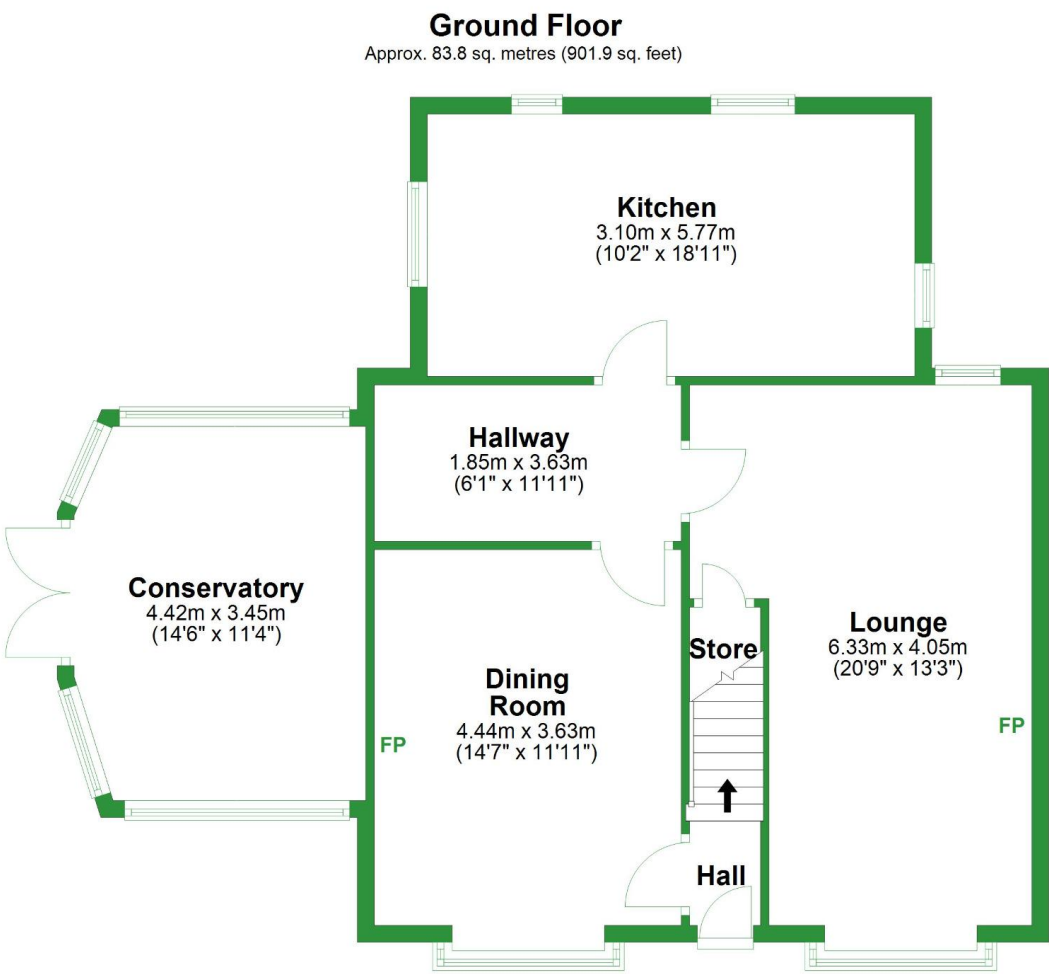 Ground Floor
Approx. 83.8 sq. metres (901.9 sq. feet)
Kitchen
3.10m x 5.77m
(10'2" x 18'11")
Hallway
1.85m x 3.63m
(6'1" x 11'11")
Conservatory
4.42m x 3.45m
(14'6" x 11'4")
Store
Lounge
6.33m x 4.05m
(20'9" x 13'3")
Dining
Room
4.44m x 3.63m
(14'7" x 11'11")
FP
FP
Hall